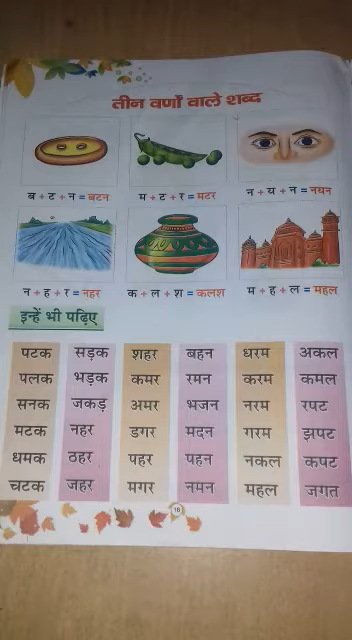 तीन वर्णों वाले शब्द
ब + ट + न = बटन म + ट + र = मटर न + य + न = नयन
न + ह + र = नहर क + ल + श = कलश म + ह + ल = महल
इन्हें भी पढ़िए
पटक सड़क शहर बहन धरम अकल
पलक भड़क कमर रमन करम कमल
सनक जकड़ अमर भजन नरम रपट
मटक नहर डगर मदन गरम झपट
धमक ठहर पहर पहन नकल कपट
चटक जहर मगर नमन महल जगत
16